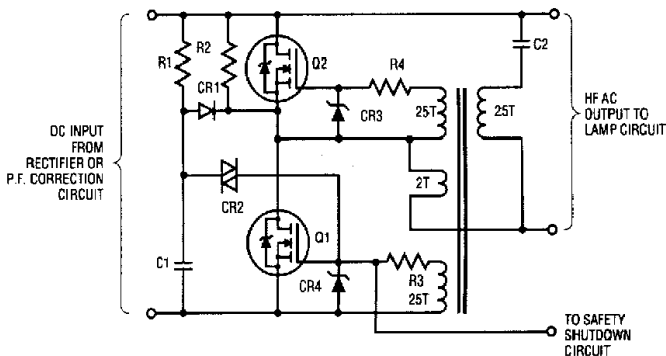 R1
R2
CR1
Q2
R4
CR3
25T
25T
C2
DC INPUT
FROM
RECTIFIER OR
P.F. CORRECTION
CIRCUIT
HF AC
OUTPUT TO
LAMP CIRCUIT
2T
CR2
Q1
C1
CR4
R3
25T
TO SAFETY
SHUTDOWN
CIRCUIT